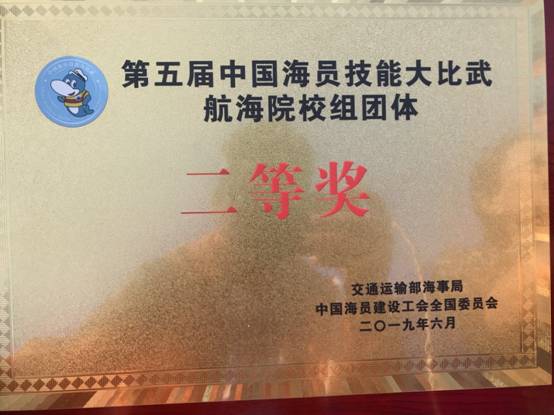 第五届中国海员技能大比武
航海院校组团体
二等奖
交通运输部海事局
中国海员建设工会全国委员会
二〇一九年六月